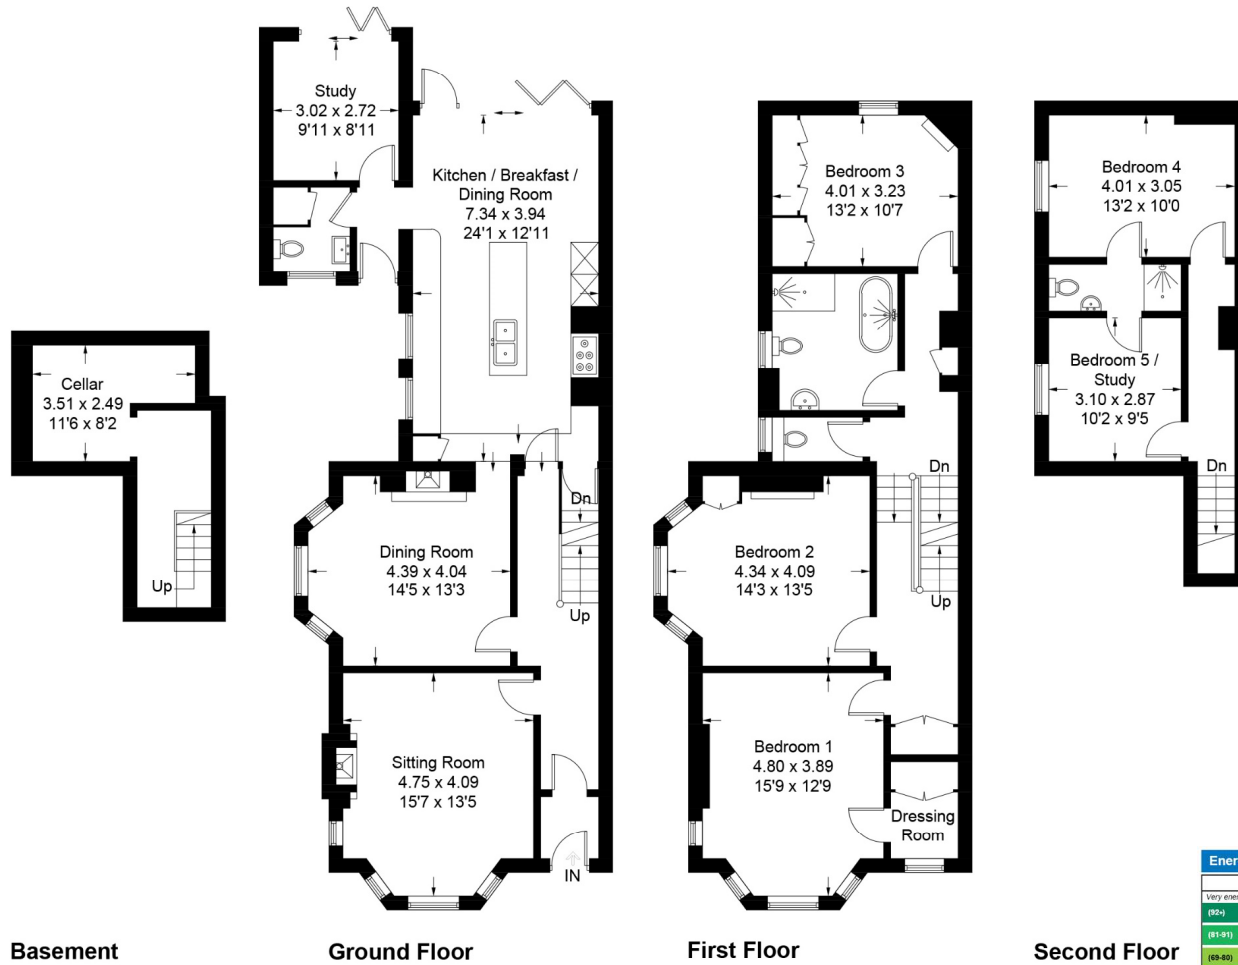 Study
3.02 x 2.72
9'11 x 8'11
Kitchen / Breakfast /
Dining Room
7.34 x 3.94
24'1 x 12'11
Bedroom 3
4.01 x 3.23
13'2 x 10'7
Bedroom 4
4.01 x 3.05
13'2 x 10'0
Cellar
3.51 x 2.49
11'6 x 8'2
Up
Bedroom 5 /
Study
3.10 x 2.87
10'2 x 9'5
Dn
Dn
Dn
Dining Room
4.39 x 4.04
14'5 x 13'3
Up
Bedroom 2
4.34 x 4.09
14'3 x 13'5
Up
Sitting Room
4.75 x 4.09
15'7 x 13'5
IN
Bedroom 1
4.80 x 3.89
15'9 x 12'9
Dressing
Room
Basement
Ground Floor
First Floor
Second Floor
Ener
Very ener
(92+)
(81-91)
(69-80)